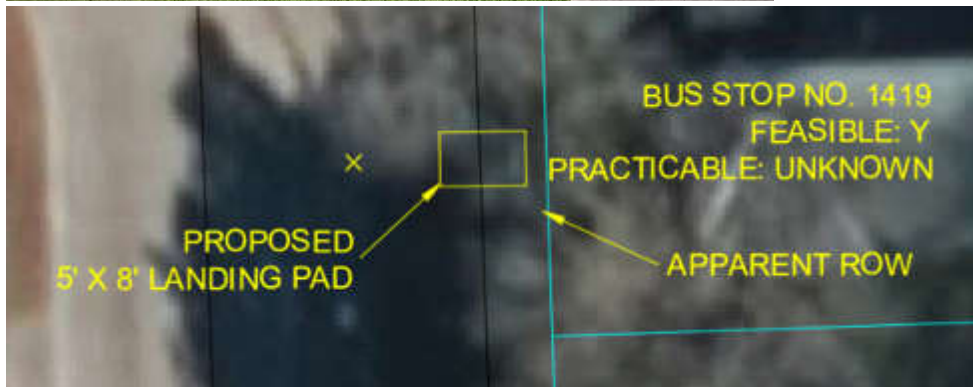 BUS STOP NO. 1419
FEASIBLE: Y
PRACTICABLE: UNKNOWN
PROPOSED
5' X 8' LANDING PAD
APPARENT ROW